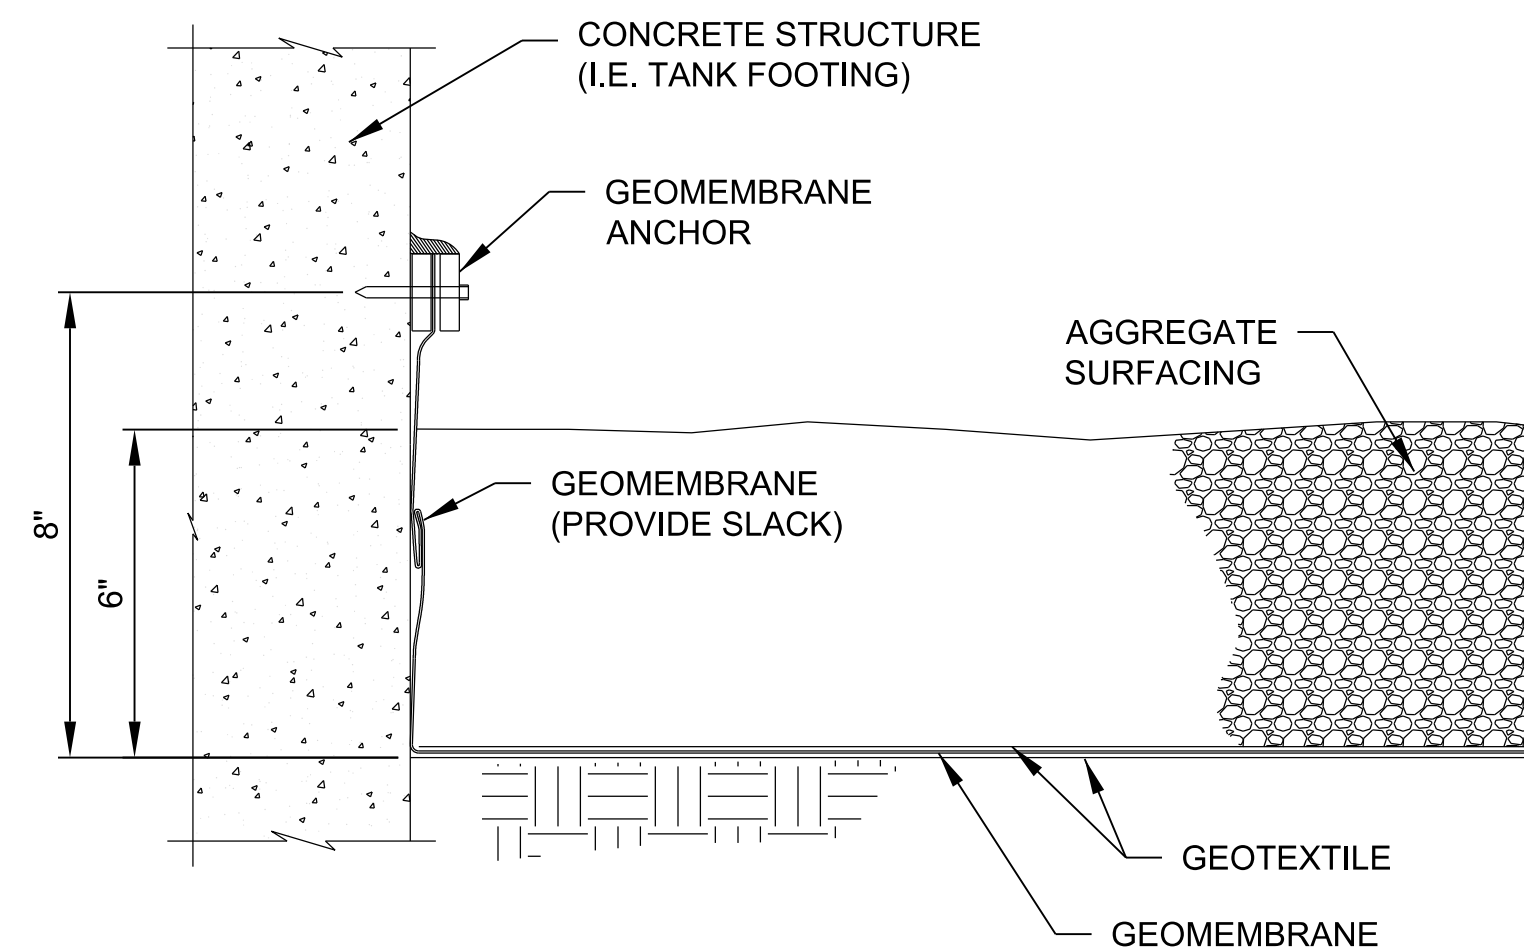 CONCRETE STRUCTURE
(I.E. TANK FOOTING)
GEOMEMBRANE
ANCHOR
AGGREGATE
SURFACING
GEOMEMBRANE
(PROVIDE SLACK)
8"
6"
GEOTEXTILE
GEOMEMBRANE